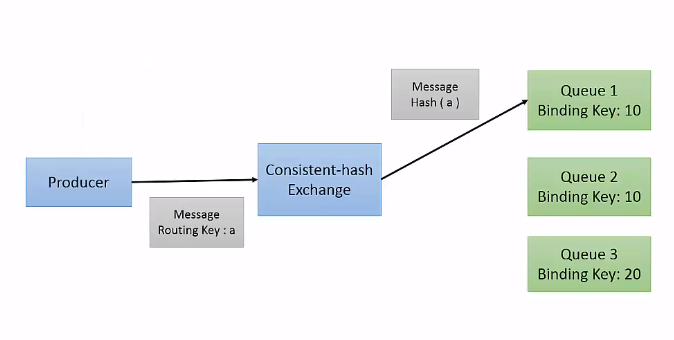 Producer
Message
Routing Key : a
Consistent-hash
Exchange
Message
Hash ( a )
Queue 1
Binding Key: 10
Queue 2
Binding Key: 10
Queue 3
Binding Key: 20